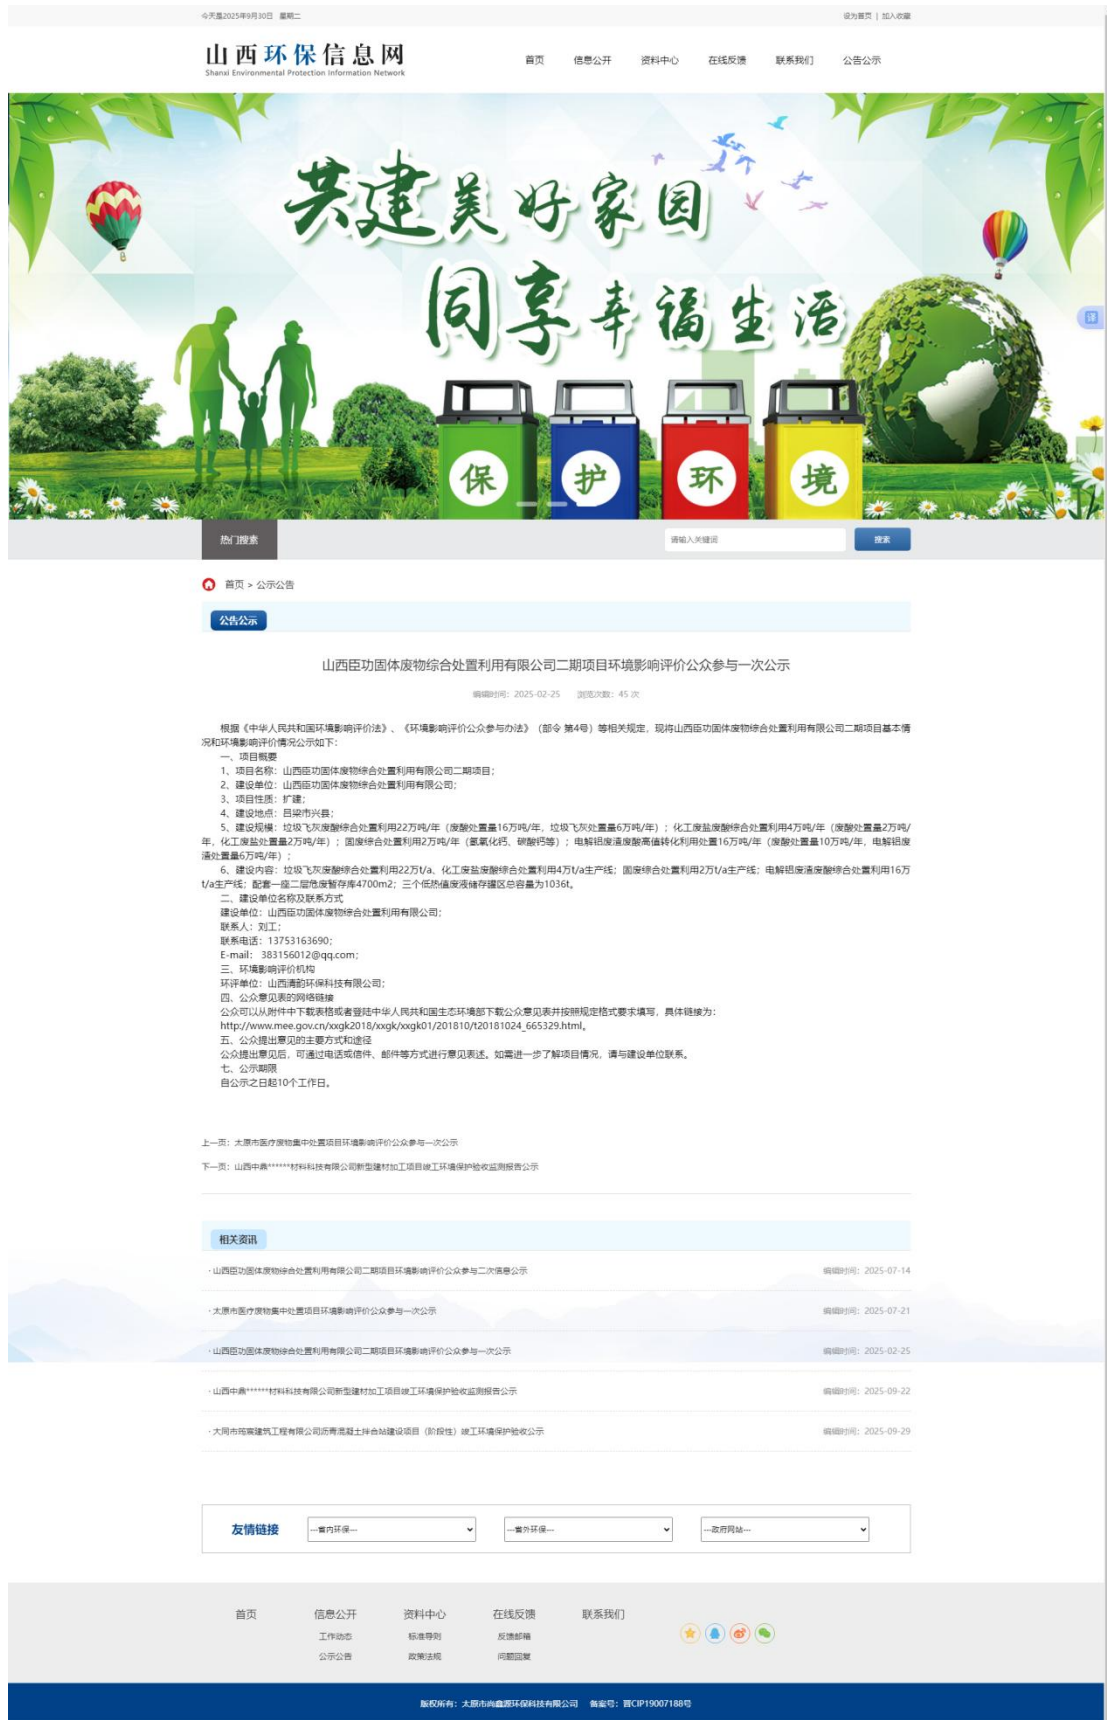 今天是2025年9月30日 星期二
设为首页 | 加入收藏
山西环保信息网
Shanxi Environmental Protection Information Network
首页 信息公开 资料中心 在线反馈 联系我们 公告公示
共建美好家园
同享幸福生活
保 护 环 境
译
热门搜索
请输入关键词
搜索
首页 > 公示公告
公告公示
山西臣功固体废物综合处置利用有限公司二期项目环境影响评价公众参与一次公示
编辑时间：2025-02-25 浏览次数：45 次
根据《中华人民共和国环境影响评价法》、《环境影响评价公众参与办法》（部令 第4号）等相关规定，现将山西臣功固体废物综合处置利用有限公司二期项目基本情
况和环境影响评价情况公示如下：
一、项目概要
1、项目名称：山西臣功固体废物综合处置利用有限公司二期项目；
2、建设单位：山西臣功固体废物综合处置利用有限公司；
3、项目性质：扩建；
4、建设地点：吕梁市兴县；
5、建设规模：垃圾飞灰废酸综合处置利用22万吨/年（废酸处置量16万吨/年，垃圾飞灰处置量6万吨/年）；化工废盐废酸综合处置利用4万吨/年（废酸处置量2万吨/
年，化工废盐处置量2万吨/年）；固废综合处置利用2万吨/年（氢氧化钙、碳酸钙等）；电解铝废渣废酸高值转化利用处置16万吨/年（废酸处置量10万吨/年，电解铝废
渣处置量6万吨/年）；
6、建设内容：垃圾飞灰废酸综合处置利用22万t/a、化工废盐废酸综合处置利用4万t/a生产线；固废综合处置利用2万t/a生产线；电解铝废渣废酸综合处置利用16万
t/a生产线；配套一座二层危废暂存库4700m2；三个低热值废液储存罐区总容量为1036t。
二、建设单位名称及联系方式
建设单位：山西臣功固体废物综合处置利用有限公司；
联系人：刘工；
联系电话：13753163690；
E-mail：383156012@qq.com；
三、环境影响评价机构
环评单位：山西清韵环保科技有限公司；
四、公众意见表的网络链接
公众可以从附件中下载表格或者登陆中华人民共和国生态环境部下载公众意见表并按照规定格式要求填写，具体链接为：
http://www.mee.gov.cn/xxgk2018/xxgk/xxgk01/201810/t20181024_665329.html。
五、公众提出意见的主要方式和途径
公众提出意见后，可通过电话或信件、邮件等方式进行意见表述。如需进一步了解项目情况，请与建设单位联系。
七、公示期限
自公示之日起10个工作日。
上一页：太原市医疗废物集中处置项目环境影响评价公众参与一次公示
下一页：山西中鼎******材料科技有限公司新型建材加工项目竣工环境保护验收监测报告公示
相关资讯
· 山西臣功固体废物综合处置利用有限公司二期项目环境影响评价公众参与二次信息公示 编辑时间：2025-07-14
· 太原市医疗废物集中处置项目环境影响评价公众参与一次公示 编辑时间：2025-07-21
· 山西臣功固体废物综合处置利用有限公司二期项目环境影响评价公众参与一次公示 编辑时间：2025-02-25
· 山西中鼎******材料科技有限公司新型建材加工项目竣工环境保护验收监测报告公示 编辑时间：2025-09-22
· 大同市 建筑工程有限公司沥青混凝土拌合站建设项目（阶段性）竣工环境保护验收公示 编辑时间：2025-09-29
友情链接 ---省内环保--- ---省外环保--- ---政府网站---
首页 信息公开 资料中心 在线反馈 联系我们
工作动态 标准导则 反馈邮箱
公示公告 政策法规 问题回复
版权所有：太原市尚鑫源环保科技有限公司 备案号：晋CIP19007188号